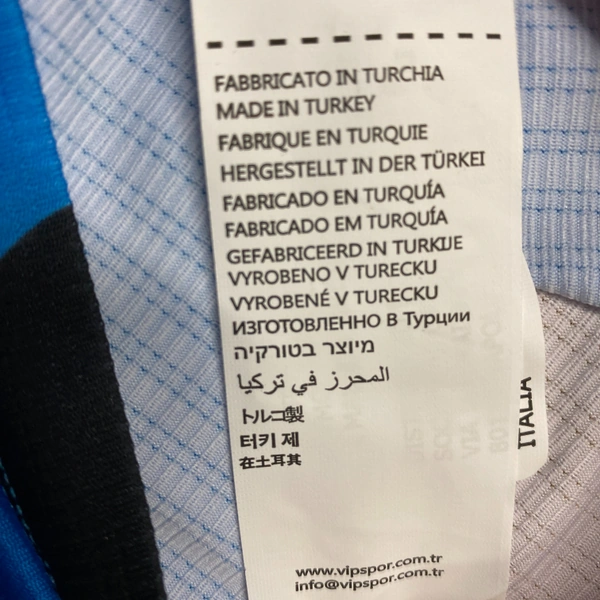 FABBRICATO IN TURCHIA
MADE IN TURKEY
FABRIQUE EN TURQUIE
HERGESTELLT IN DER TÜRKEI
FABRICADO EN TURQUÍA
FABRICADO EM TURQUÍA
GEFABRICEERD IN TURKIJE
VYROBENO V TURECKU
VYROBENÉ V TURECKU
ИЗГОТОВЛЕННО В Турции
מיוצר בטורקיה
المحرز في تركيا
トルコ製
터키 제
在土耳其
www.vipspor.com.tr
info@vipspor.com.tr
ITALIA